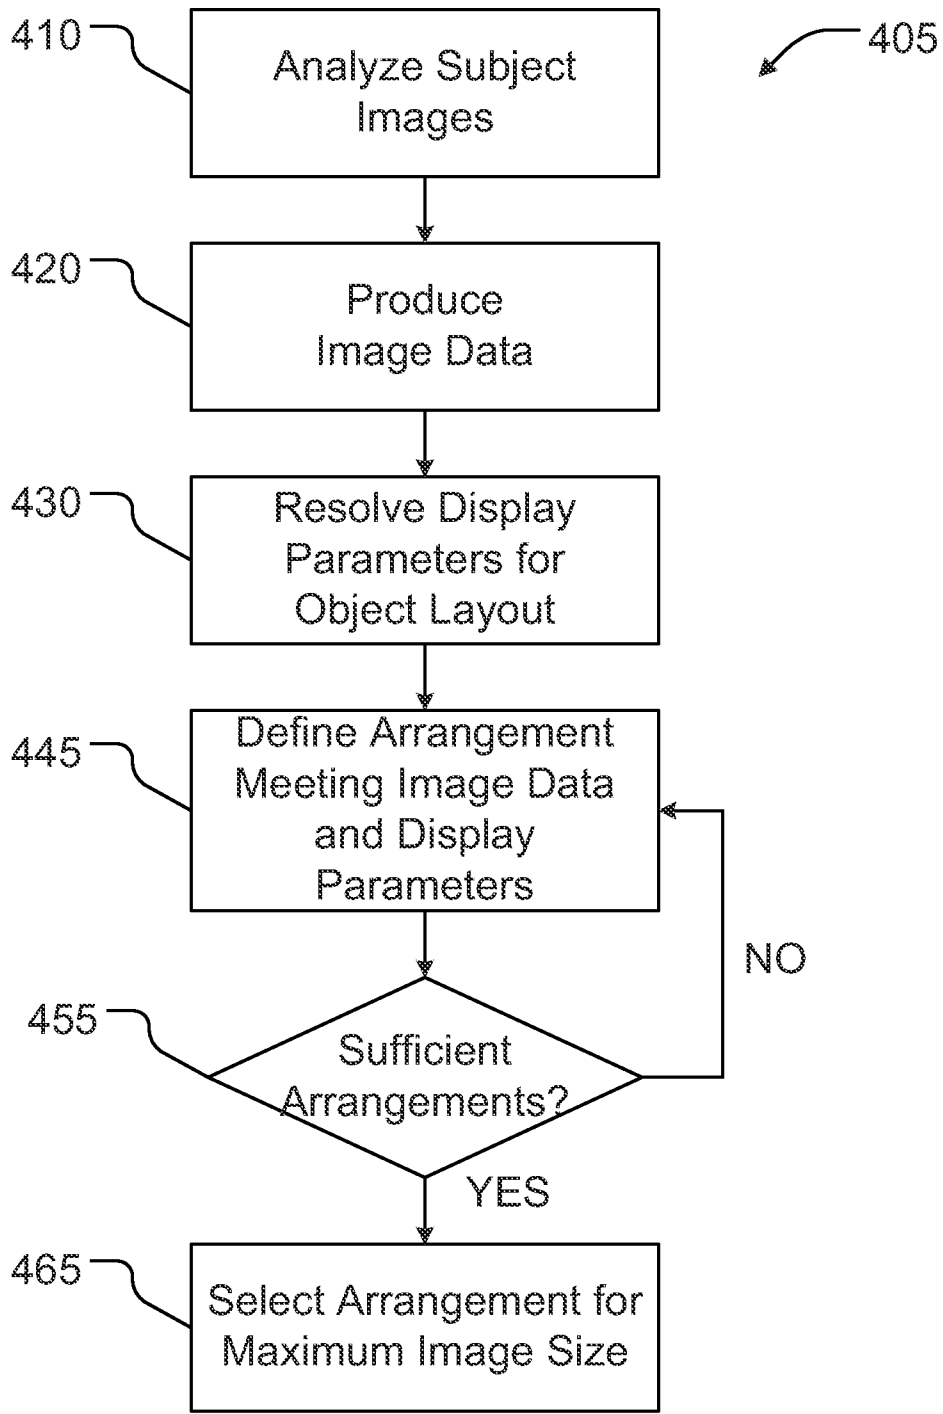 410
Analyze Subject
Images
405
420
Produce
Image Data
430
Resolve Display
Parameters for
Object Layout
445
Define Arrangement
Meeting Image Data
and Display
Parameters
NO
455
Sufficient
Arrangements?
YES
465
Select Arrangement for
Maximum Image Size